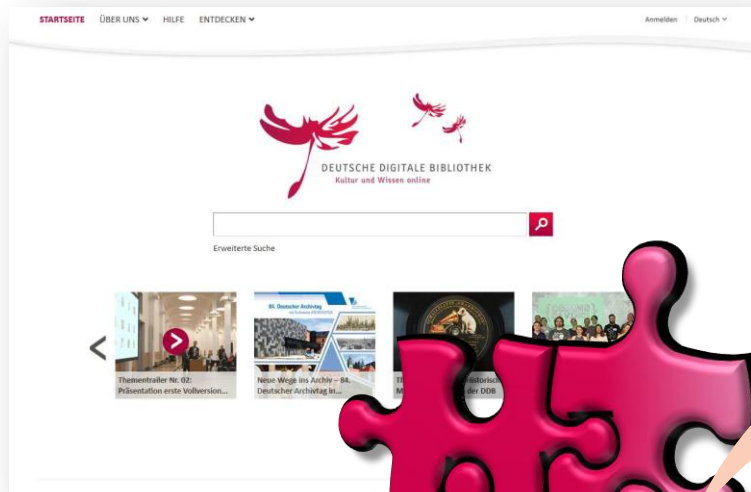 STARTSEITE ÜBER UNS HILFE ENTDECKEN Anmelden Deutsch
DEUTSCHE DIGITALE BIBLIOTHEK
Kultur und Wissen online
Erweiterte Suche
84. Deutscher Archivtag
Thementrailer Nr. 02:
Präsentation erste Vollversion...
Neue Wege ins Archiv – 84.
Deutscher Archivtag in...
der DDB